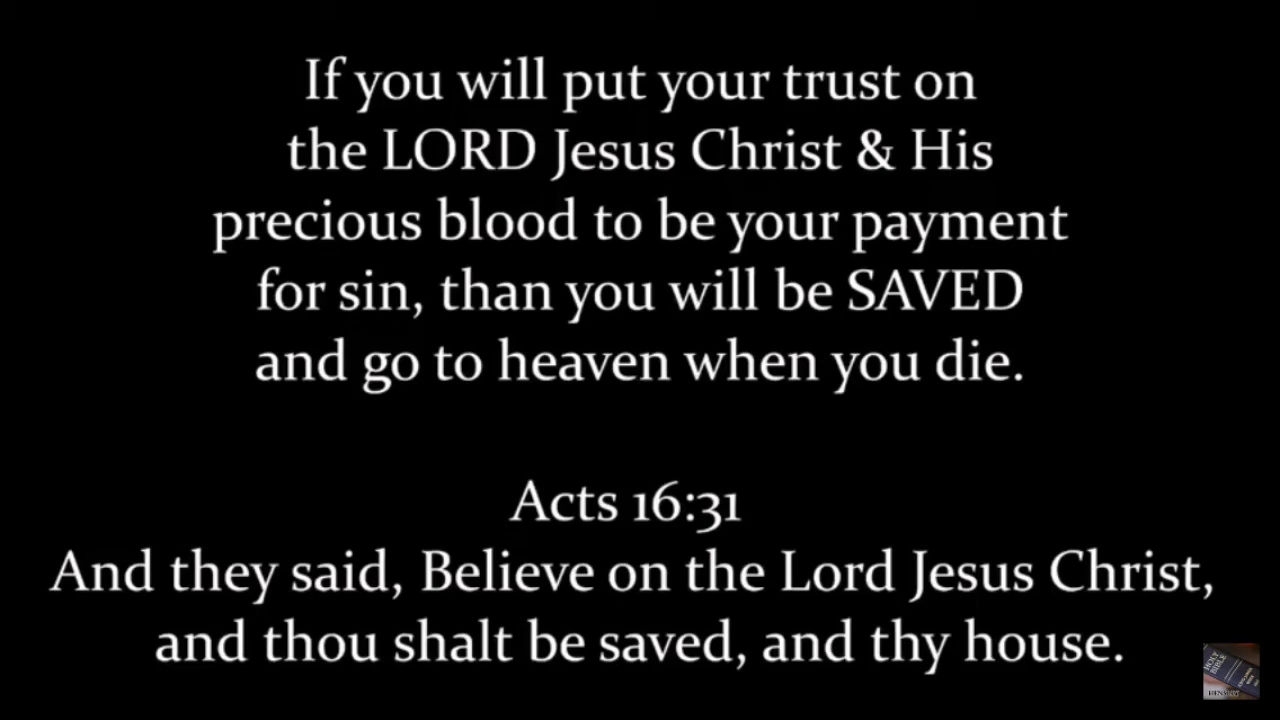 If you will put your trust on
the LORD Jesus Christ & His
precious blood to be your payment
for sin, than you will be SAVED
and go to heaven when you die.
Acts 16:31
And they said, Believe on the Lord Jesus Christ,
and thou shalt be saved, and thy house.
HOLY BIBLE